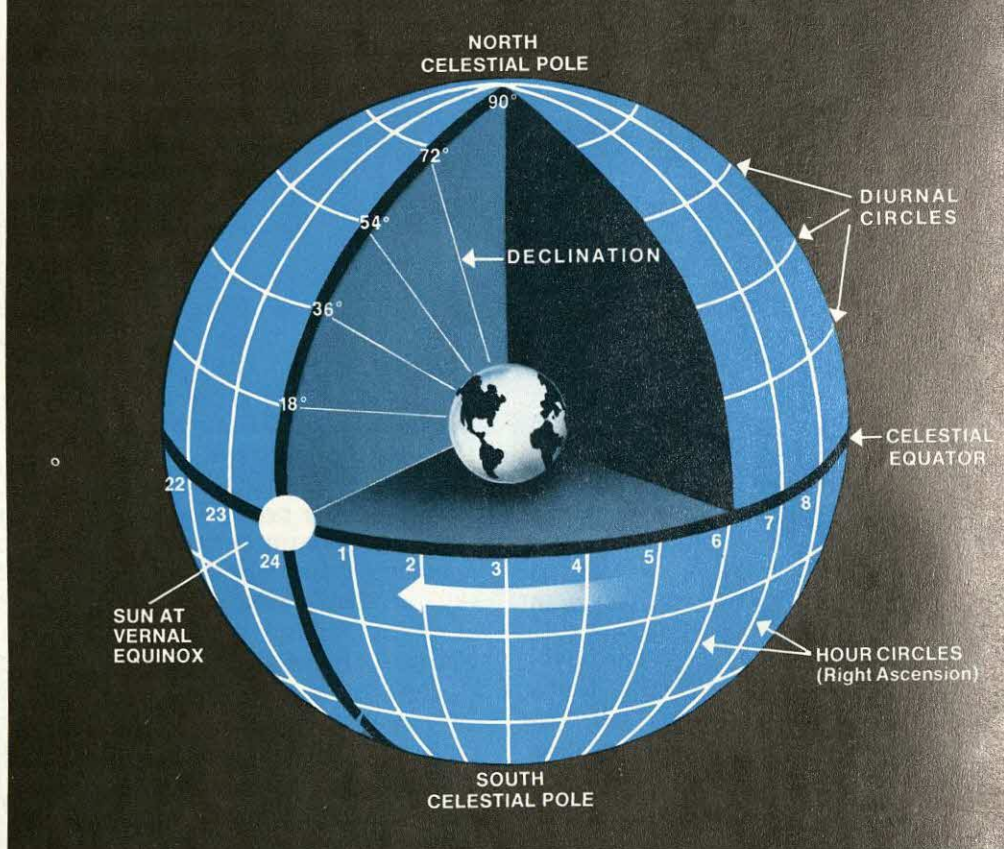 NORTH
CELESTIAL POLE
90°
72°
DIURNAL
CIRCLES
54°
DECLINATION
36°
18°
CELESTIAL
EQUATOR
22
23
24
1
2
3
4
5
6
7
8
SUN AT
VERNAL
EQUINOX
HOUR CIRCLES
(Right Ascension)
SOUTH
CELESTIAL POLE